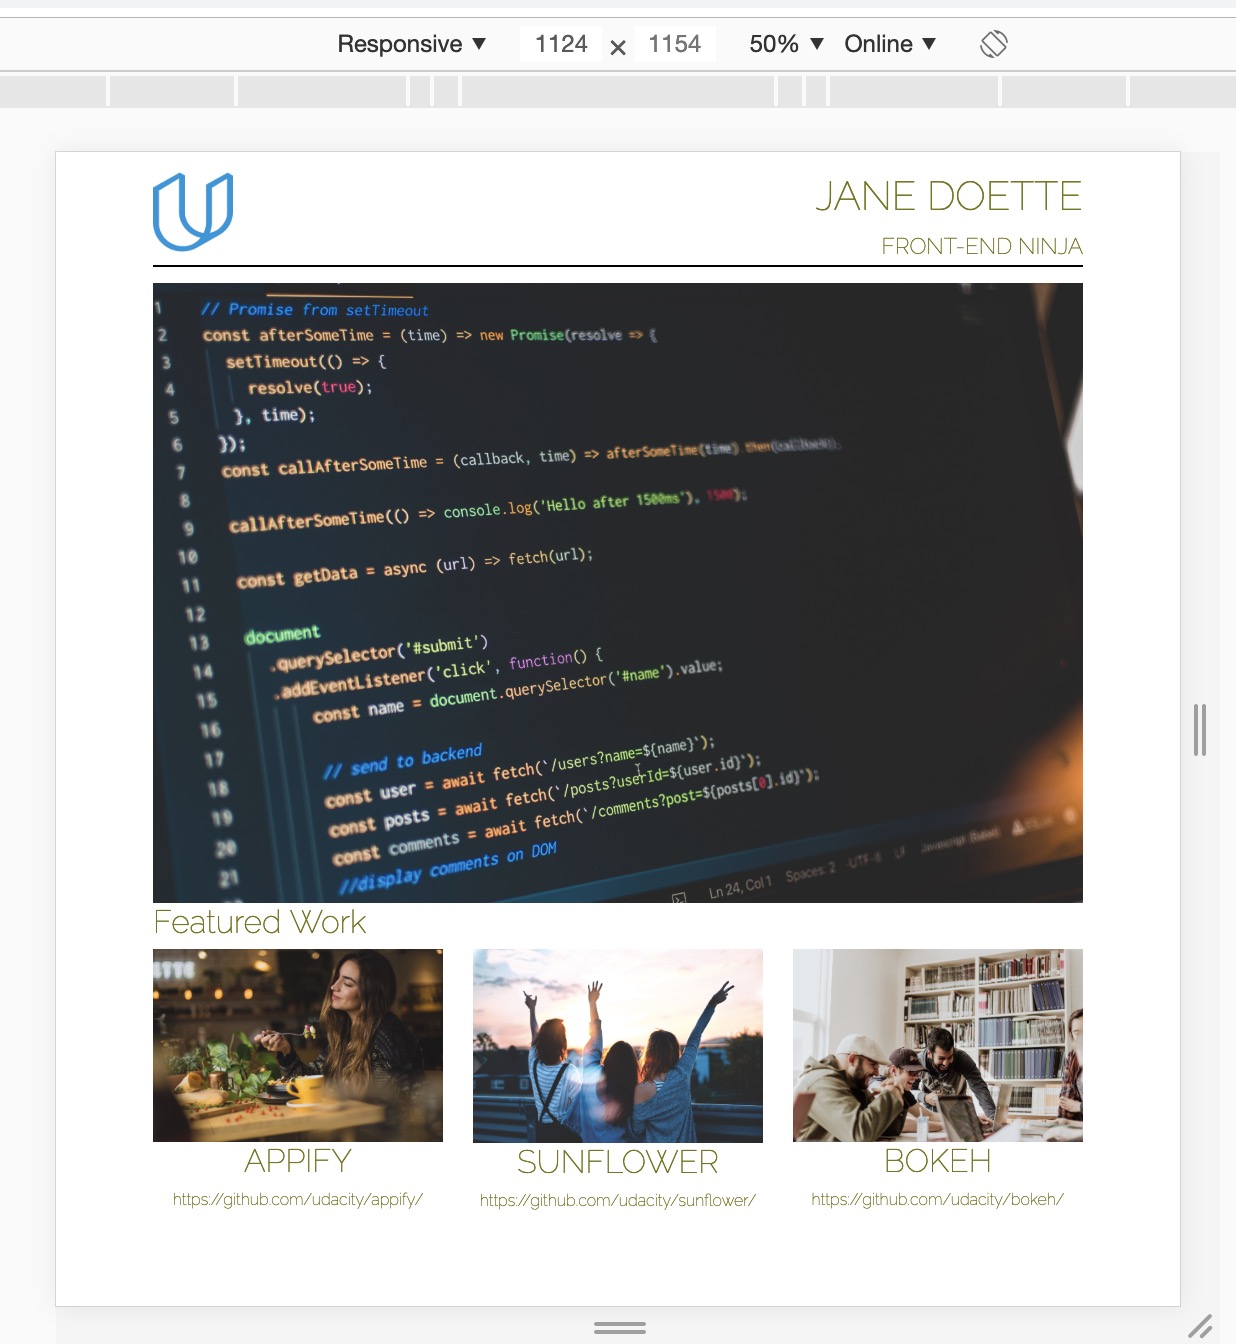 Responsive ▼ 1124 × 1154 50% ▼ Online ▼
JANE DOETTE
FRONT-END NINJA
1 // Promise from setTimeout
2 const afterSomeTime = (time) => new Promise(resolve => {
3 setTimeout(() => {
4 resolve(true);
5 }, time);
6 });
7 const callAfterSomeTime = (callback, time) => afterSomeTime(time).then(callback);
8
9 callAfterSomeTime(() => console.log('Hello after 1500ms'), 1500);
10
11 const getData = async (url) => fetch(url);
12
13 document
14 .querySelector('#submit')
15 .addEventListener('click', function() {
16 const name = document.querySelector('#name').value;
17
18 // send to backend
19 const user = await fetch(`/users?name=${name}`);
20 const posts = await fetch(`/posts?userId=${user.id}`);
21 const comments = await fetch(`/comments?post=${posts[0].id}`);
//display comments on DOM
Ln 24, Col 1 Spaces: 2 UTF-8 LF
Featured Work
APPIFY
https://github.com/udacity/appify/
SUNFLOWER
https://github.com/udacity/sunflower/
BOKEH
https://github.com/udacity/bokeh/